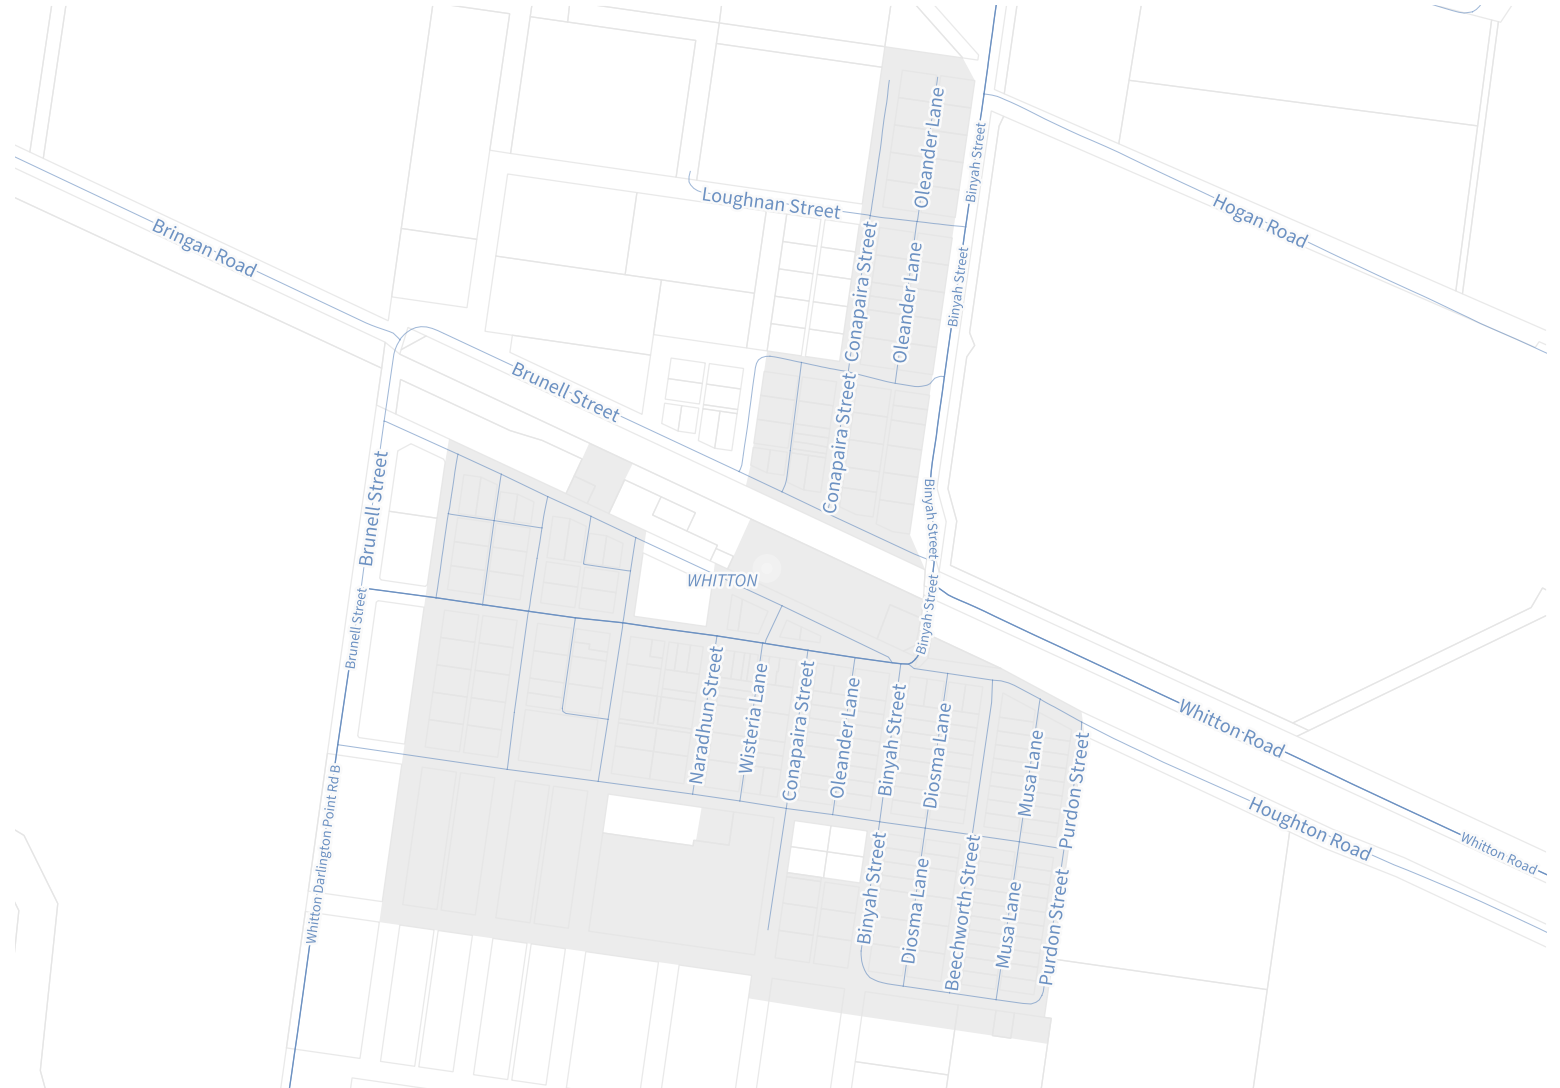 Oleander Lane
Binyah Street
Loughnan Street
Hogan Road
Bringan Road
Conapaira Street
Oleander Lane
Binyah Street
Brunell Street
Conapaira Street
Brunell Street
Binyah Street
WHITTON
Binyah Street
Brunell Street
Naradhun Street
Wisteria Lane
Conapaira Street
Oleander Lane
Binyah Street
Diosma Lane
Musa Lane
Purdon Street
Whitton Road
Houghton Road
Whitton Road
Whitton Darlington Point Rd B
Binyah Street
Diosma Lane
Beechworth Street
Musa Lane
Purdon Street